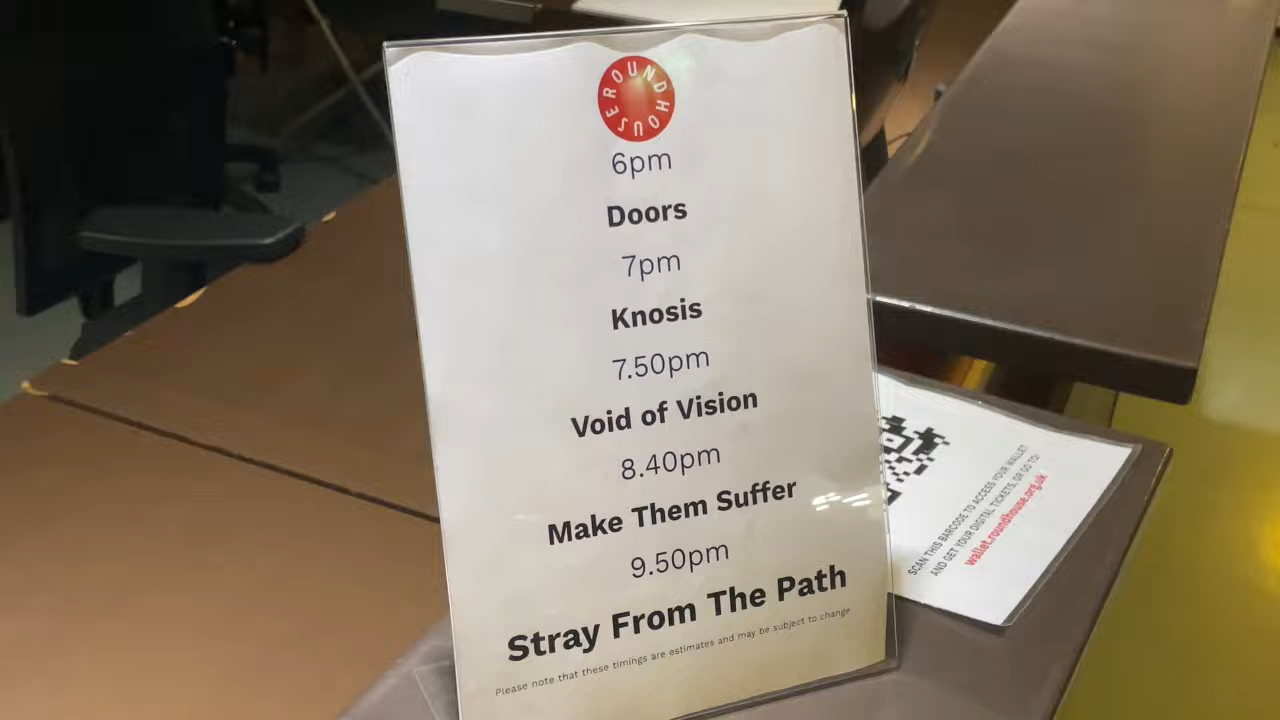 ROUNDHOUSE
6pm
Doors
7pm
Knosis
7.50pm
Void of Vision
8.40pm
Make Them Suffer
9.50pm
Stray From The Path
Please note that these timings are estimates and may be subject to change
SCAN THIS BARCODE TO ACCESS YOUR WALLET
AND GET YOUR DIGITAL TICKETS, OR GO TO:
wallet.roundhouse.org.uk